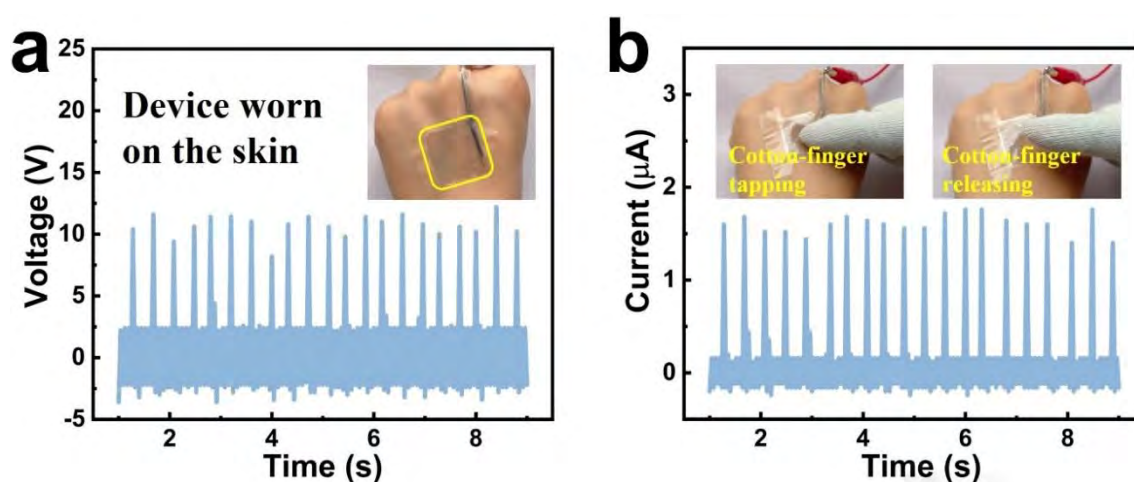 a
25
20
15
10
5
0
-5
Voltage (V)
Device worn
on the skin
2 4 6 8
Time (s)
b
3
2
1
0
Current (μA)
Cotton-finger
tapping
Cotton-finger
releasing
2 4 6 8
Time (s)